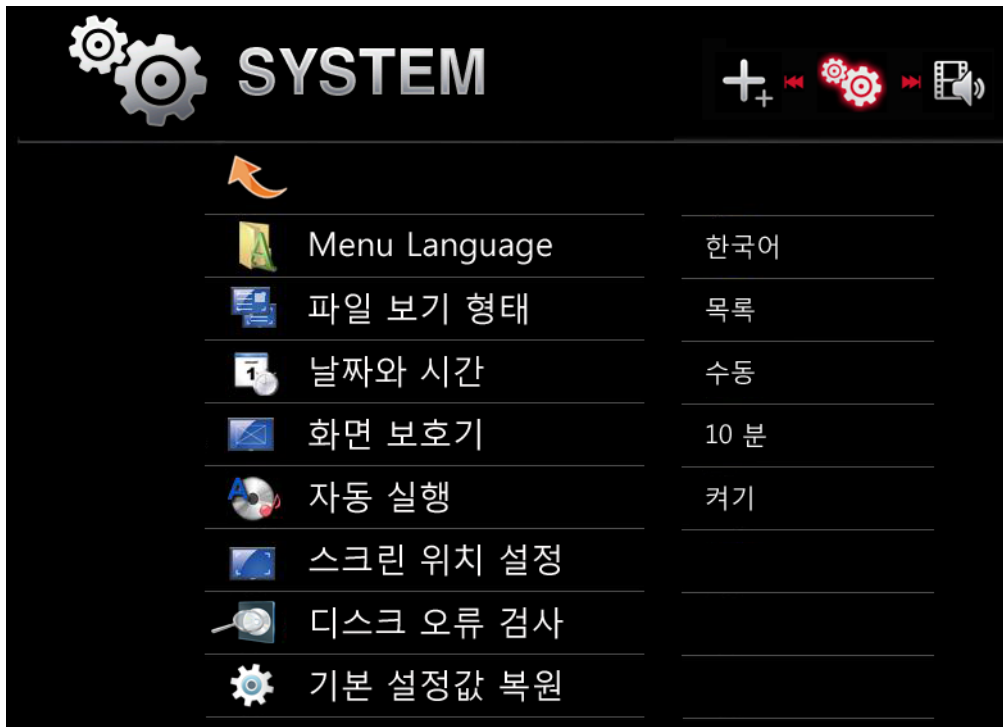 SYSTEM
Menu Language 한국어
파일 보기 형태 목록
날짜와 시간 수동
화면 보호기 10 분
자동 실행 켜기
스크린 위치 설정
디스크 오류 검사
기본 설정값 복원